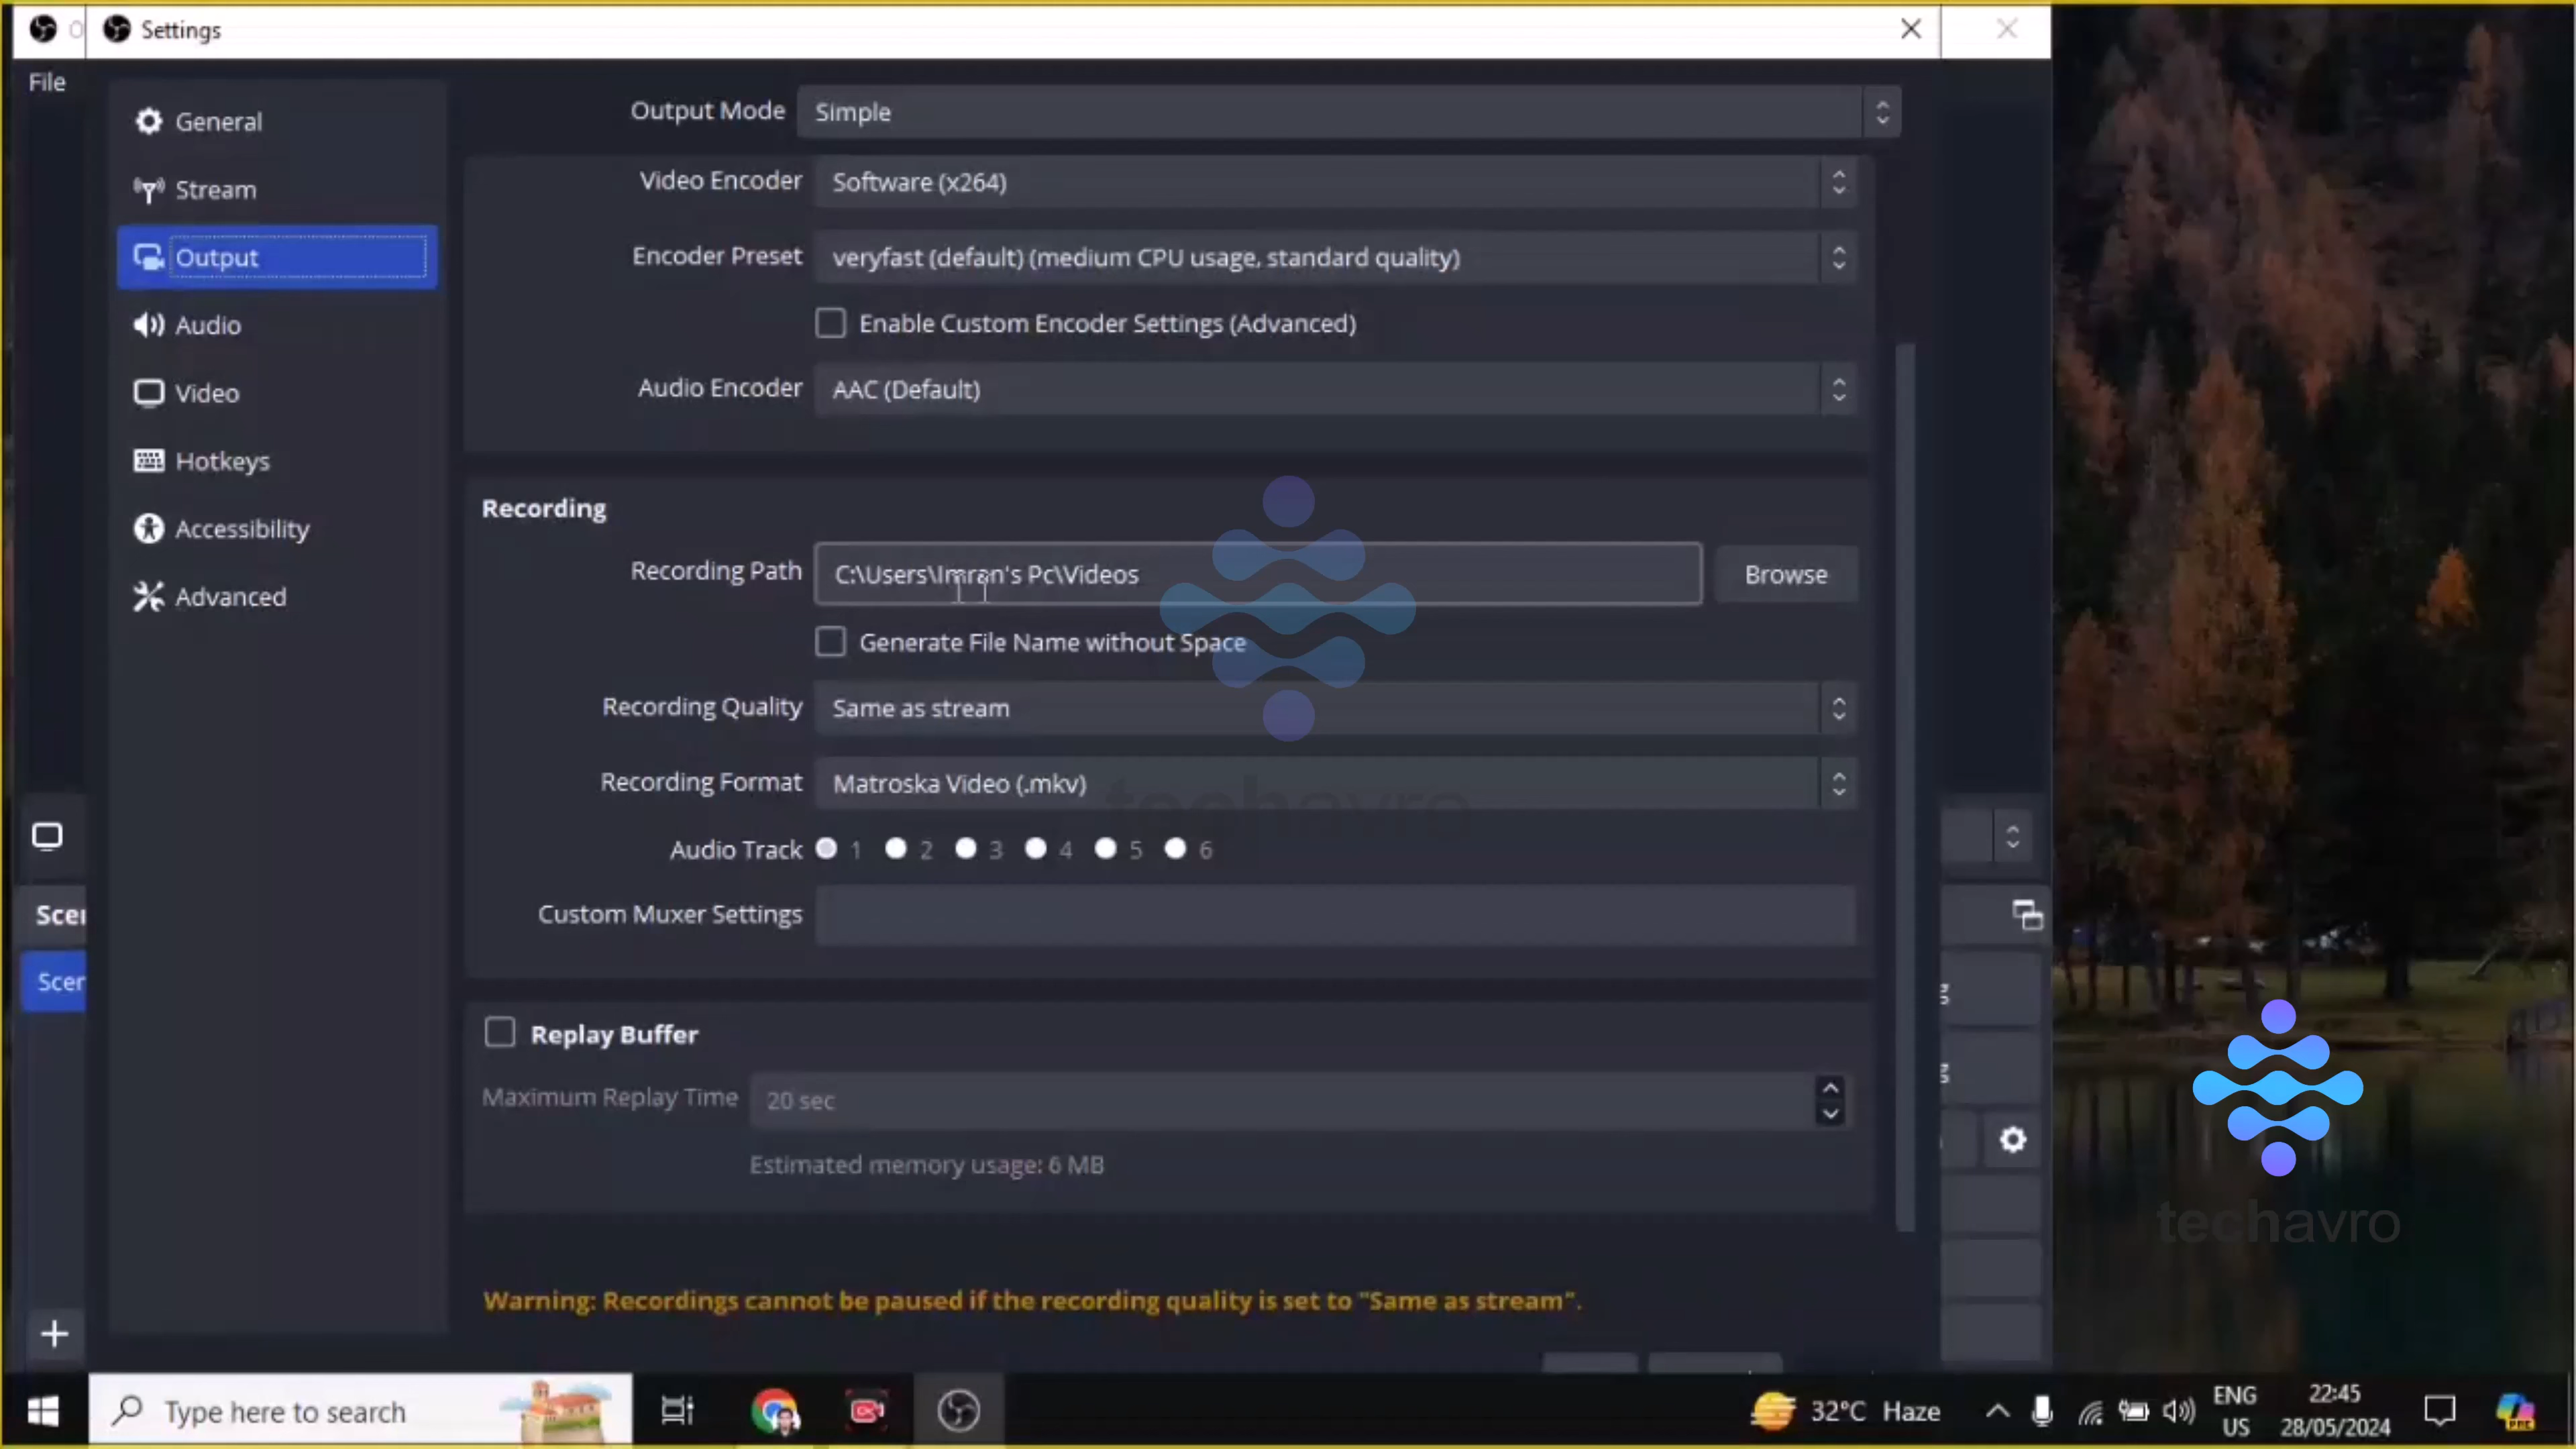 Settings
File
General
Stream
Output
Audio
Video
Hotkeys
Accessibility
Advanced
Output Mode Simple
Video Encoder Software (x264)
Encoder Preset veryfast (default) (medium CPU usage, standard quality)
Enable Custom Encoder Settings (Advanced)
Audio Encoder AAC (Default)
Recording
Recording Path C:\Users\Imran's Pc\Videos Browse
Generate File Name without Space
Recording Quality Same as stream
Recording Format Matroska Video (.mkv)
techavro
Audio Track 1 2 3 4 5 6
Custom Muxer Settings
Scer
Scer
Replay Buffer
Maximum Replay Time 20 sec
Estimated memory usage: 6 MB
techavro
Warning: Recordings cannot be paused if the recording quality is set to "Same as stream".
Type here to search
32°C Haze
ENG
US
22:45
28/05/2024